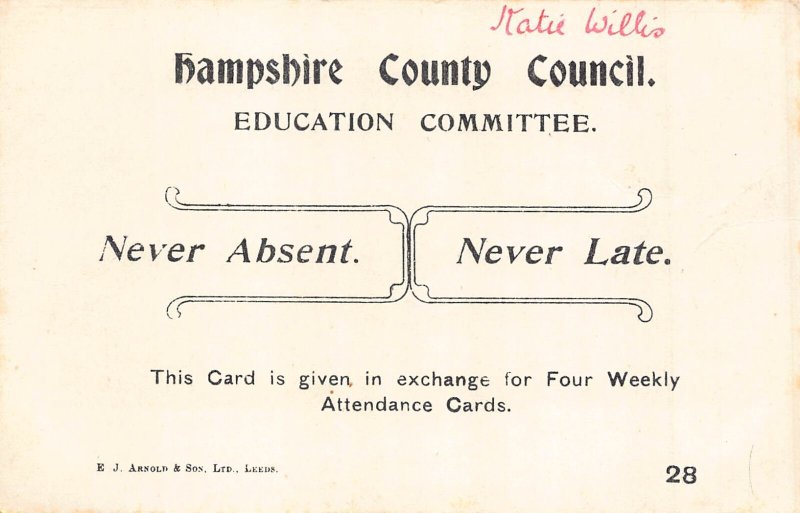 Katie Willis
Hampshire County Council.
EDUCATION COMMITTEE.
Never Absent. Never Late.
This Card is given in exchange for Four Weekly
Attendance Cards.
E J. ARNOLD & SON, LTD., LEEDS.
28